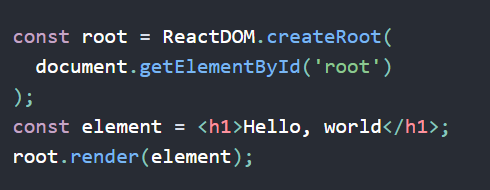 const root = ReactDOM.createRoot(
  document.getElementById('root')
);
const element = <h1>Hello, world</h1>;
root.render(element);